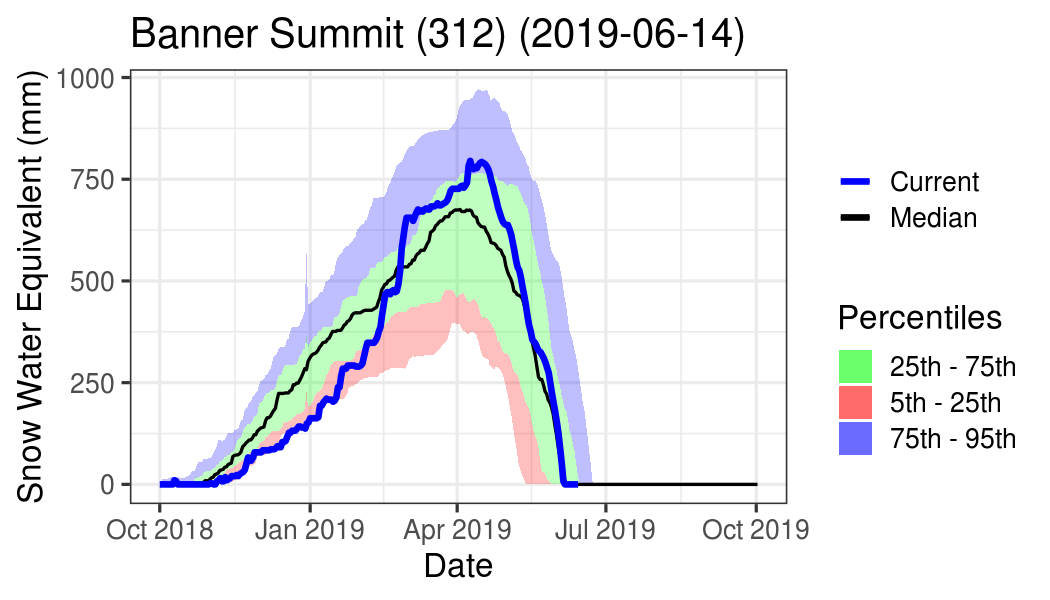 Banner Summit (312) (2019-06-14)
Snow Water Equivalent (mm)
1000
750
500
250
0
Oct 2018 Jan 2019 Apr 2019 Jul 2019 Oct 2019
Date
Current
Median
Percentiles
25th - 75th
5th - 25th
75th - 95th